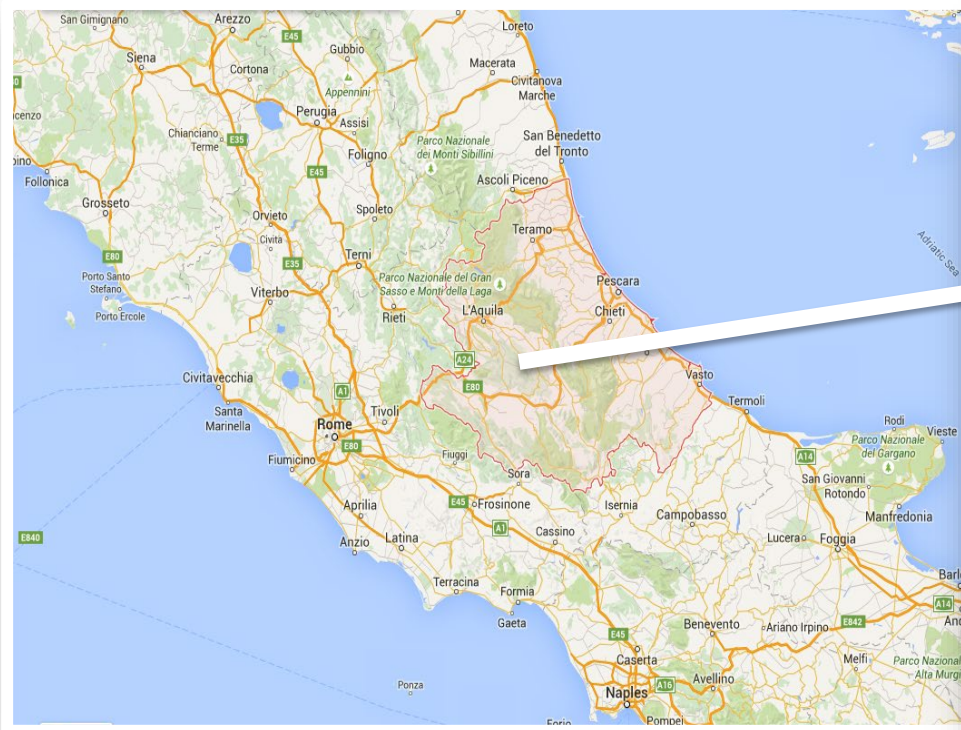 San Gimignano
Arezzo
E45
Loreto
Siena
Gubbio
Macerata
Cortona
Appennini
Civitanova
Marche
Perugia
Assisi
Chianciano
Terme
E35
San Benedetto
del Tronto
Parco Nazionale
dei Monti Sibillini
Foligno
E45
Follonica
Ascoli Piceno
Grosseto
Orvieto
Spoleto
Civita
Teramo
Adriatic Sea
E80
E35
Terni
Porto Santo
Stefano
Parco Nazionale del Gran
Sasso e Monti della Laga
Pescara
Viterbo
Porto Ercole
Rieti
L'Aquila
Chieti
A24
Civitavecchia
E80
Vasto
A1
Santa
Marinella
Tivoli
Termoli
Rome
Rodi
Vieste
E80
Parco Nazionale
del Gargano
Fiumicino
Fiuggi
A14
Sora
San Giovanni
Rotondo
Aprilia
E45
Frosinone
Isernia
Campobasso
Manfredonia
E840
Anzio
Latina
A1
Cassino
Lucera
Foggia
Terracina
Formia
Barl
A14
Gaeta
Benevento
Ariano Irpino
E842
E45
Caserta
Melfi
Parco Nazional
Alta Murgi
Ponza
Avellino
A16
Naples
Pompei